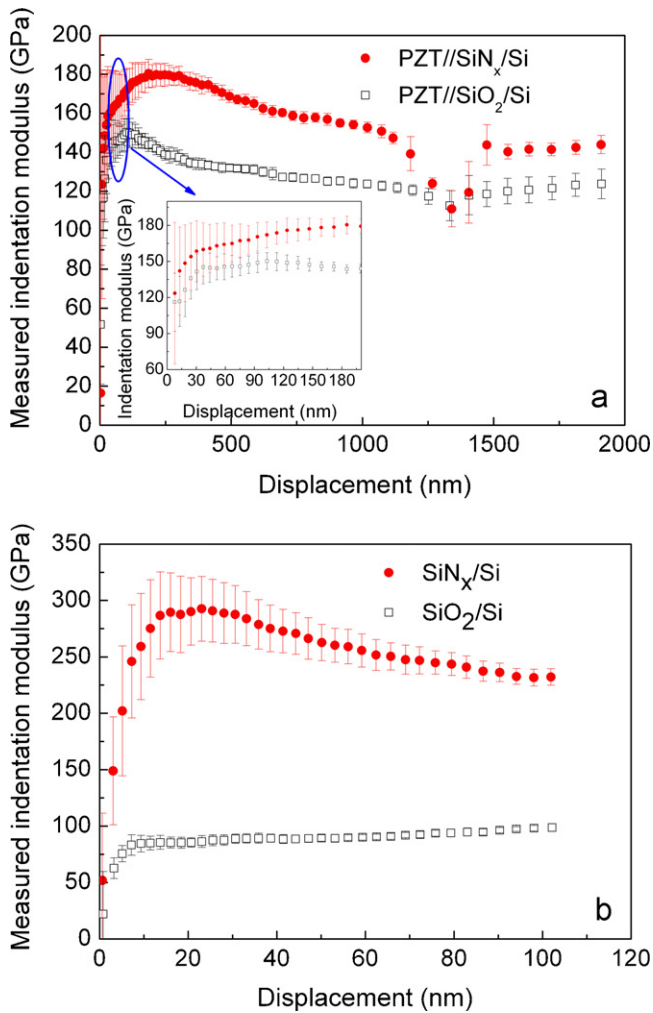 Measured indentation modulus (GPa)
200
180
160
140
120
100
80
60
40
20
0
PZT//SiNx/Si
PZT//SiO2/Si
Indentation modulus (GPa)
180
150
120
90
60
0 30 60 90 120 150 180
Displacement (nm)
a
0 500 1000 1500 2000
Displacement (nm)
Measured indentation modulus (GPa)
350
300
250
200
150
100
50
0
SiNx/Si
SiO2/Si
b
0 20 40 60 80 100 120
Displacement (nm)